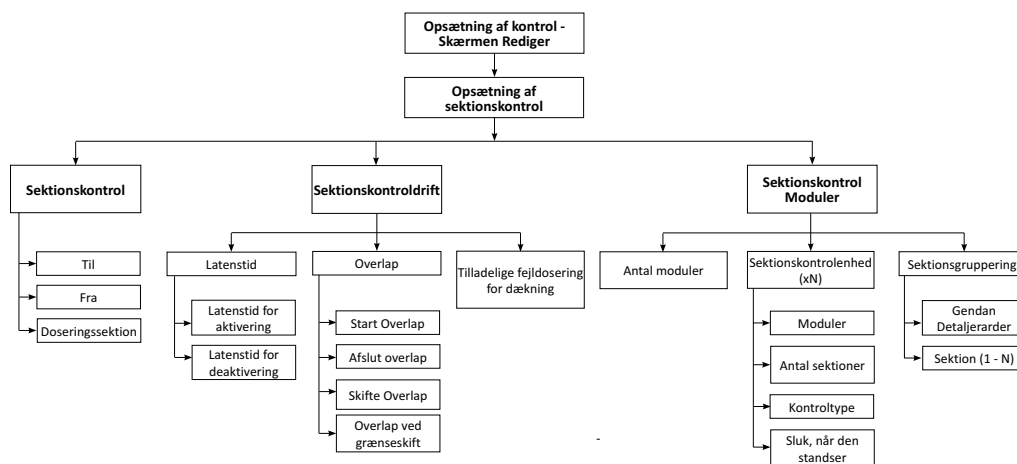 Opsætning af kontrol -
Skærmen Rediger
Opsætning af
sektionskontrol
Sektionskontrol
Til
Fra
Doseringssektion
Sektionskontroldrift
Latenstid
Latenstid for
aktivering
Latenstid for
deaktivering
Overlap
Start Overlap
Afslut overlap
Skifte Overlap
Overlap ved
grænseskift
Tilladelige fejldosering
for dækning
Sektionskontrol
Moduler
Antal moduler
Sektionskontrolenhed
(xN)
Moduler
Antal sektioner
Kontroltype
Sluk, når den
standser
Sektionsgruppering
Gendan
Detaljerarder
Sektion (1 - N)
-